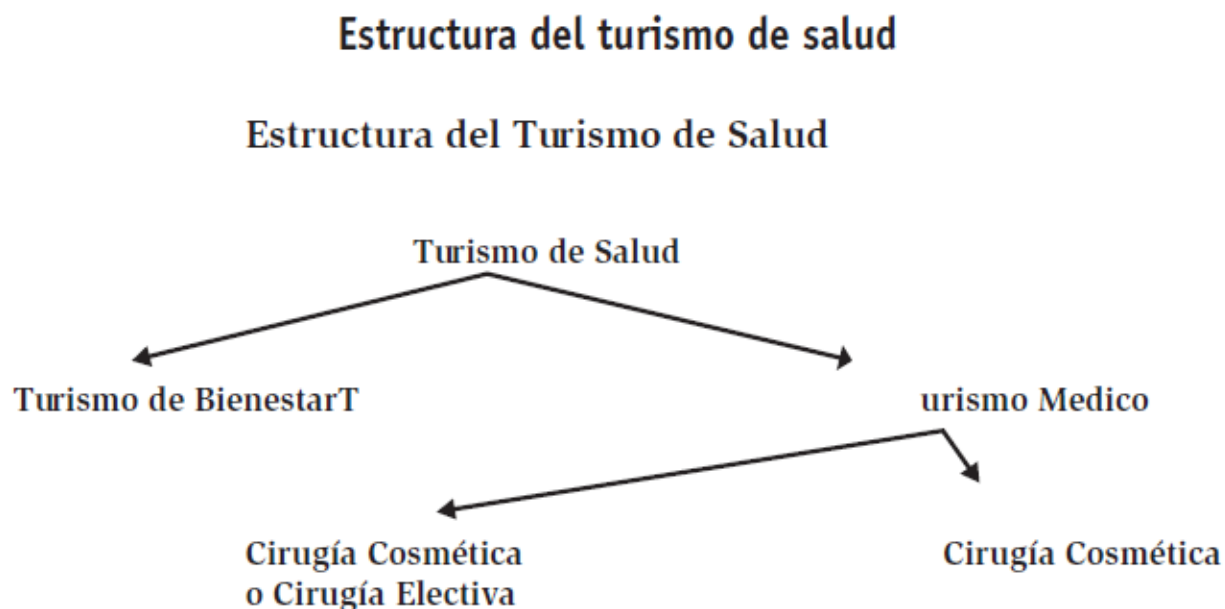 Estructura del turismo de salud
Estructura del Turismo de Salud
Turismo de Salud
Turismo de BienestarT
urismo Medico
Cirugía Cosmética
o Cirugía Electiva
Cirugía Cosmética